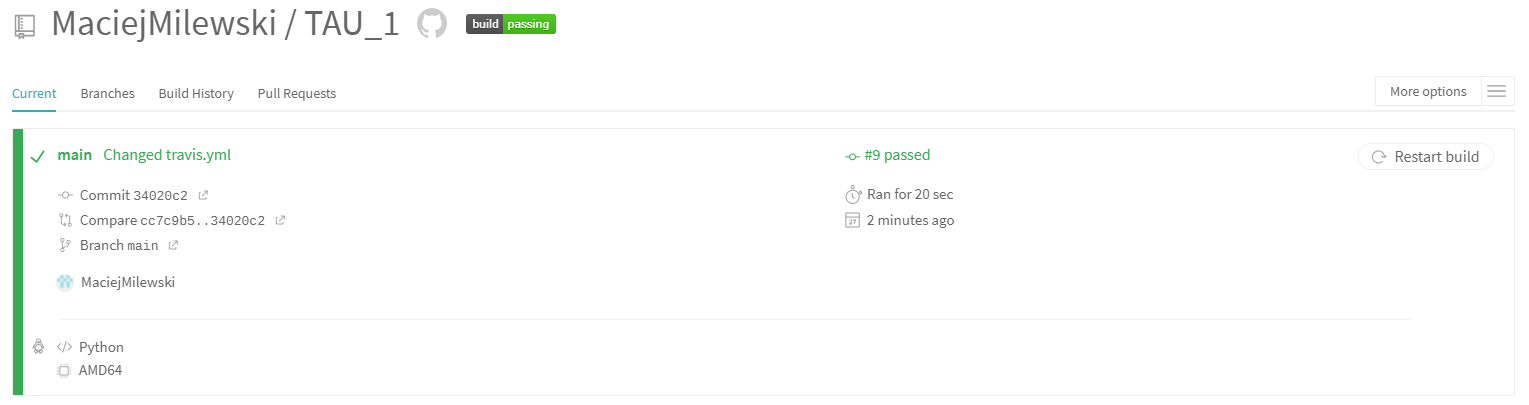 MaciejMilewski / TAU_1 build passing
Current Branches Build History Pull Requests More options
main Changed travis.yml #9 passed Restart build
Commit 34020c2 Ran for 20 sec
Compare cc7c9b5..34020c2 2 minutes ago
Branch main
MaciejMilewski
Python
AMD64